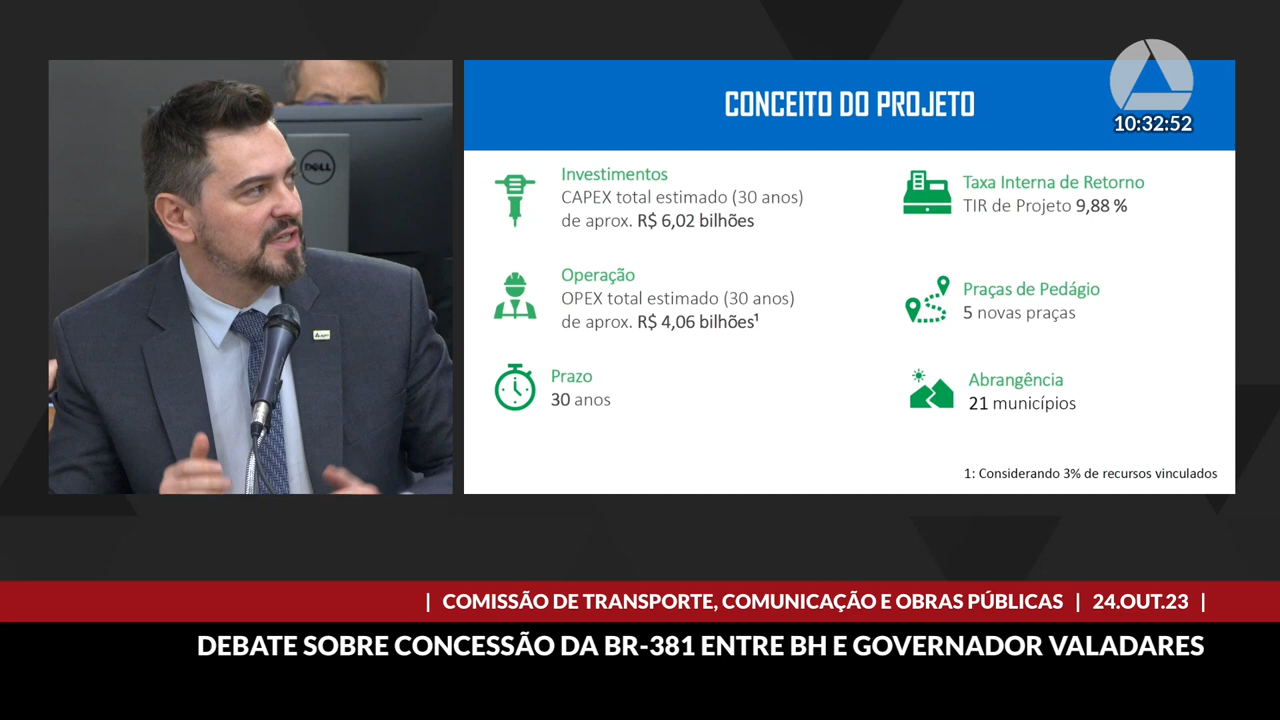 DELL
CONCEITO DO PROJETO
10:32:52
Investimentos
CAPEX total estimado (30 anos)
de aprox. R$ 6,02 bilhões
Operação
OPEX total estimado (30 anos)
de aprox. R$ 4,06 bilhões¹
Prazo
30 anos
Taxa Interna de Retorno
TIR de Projeto 9,88 %
Praças de Pedágio
5 novas praças
Abrangência
21 municípios
1: Considerando 3% de recursos vinculados
| COMISSÃO DE TRANSPORTE, COMUNICAÇÃO E OBRAS PÚBLICAS | 24.OUT.23 |
DEBATE SOBRE CONCESSÃO DA BR-381 ENTRE BH E GOVERNADOR VALADARES